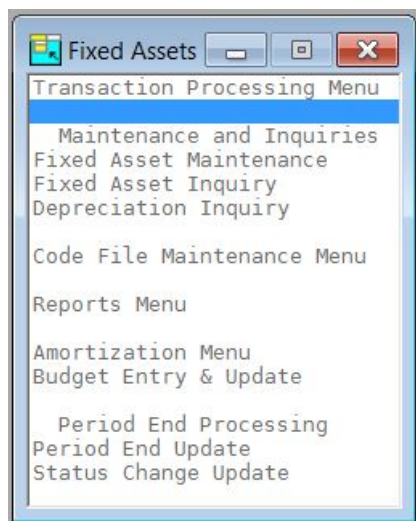 Fixed Assets
Transaction Processing Menu
Maintenance and Inquiries
Fixed Asset Maintenance
Fixed Asset Inquiry
Depreciation Inquiry
Code File Maintenance Menu
Reports Menu
Amortization Menu
Budget Entry & Update
Period End Processing
Period End Update
Status Change Update